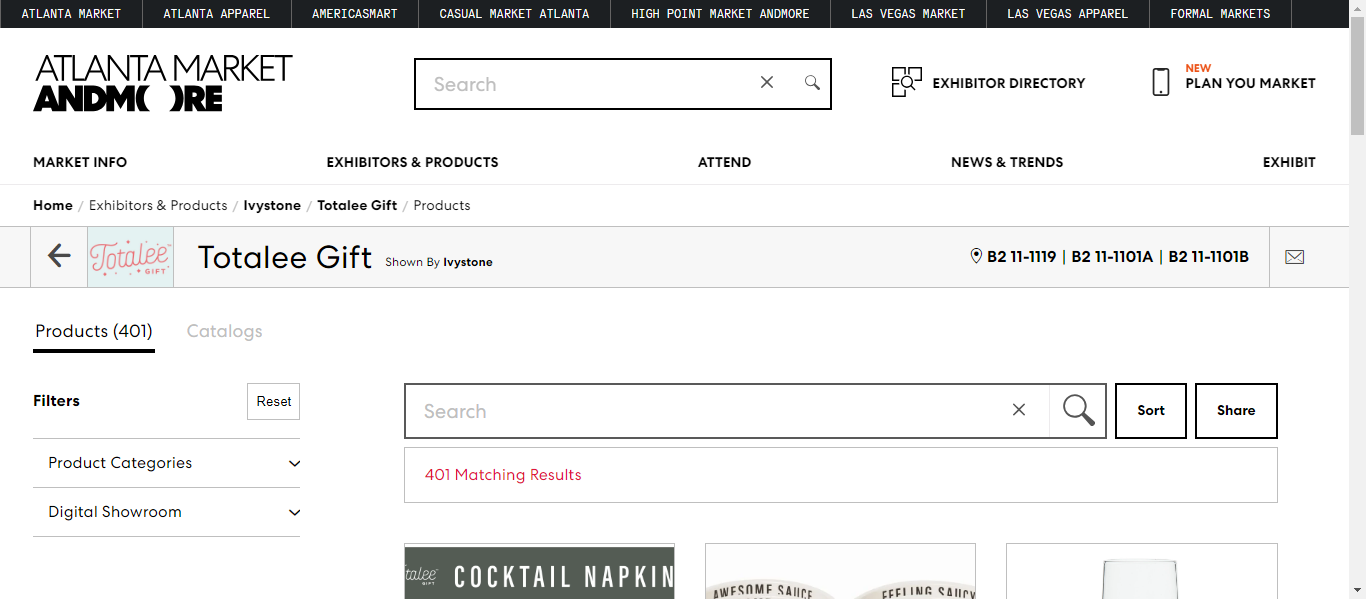 ATLANTA MARKET ATLANTA APPAREL AMERICASMART CASUAL MARKET ATLANTA HIGH POINT MARKET ANDMORE LAS VEGAS MARKET LAS VEGAS APPAREL FORMAL MARKETS
ATLANTA MARKET
ANDM( )RE
Search
EXHIBITOR DIRECTORY
NEW
PLAN YOU MARKET
MARKET INFO EXHIBITORS & PRODUCTS ATTEND NEWS & TRENDS EXHIBIT
Home / Exhibitors & Products / Ivystone / Totalee Gift / Products
Totalee
GIFT
Totalee Gift Shown By Ivystone
B2 11-1119 | B2 11-1101A | B2 11-1101B
Products (401) Catalogs
Filters Reset
Search
Sort Share
Product Categories
401 Matching Results
Digital Showroom
talee
GIFT
COCKTAIL NAPKIN
AWESOME SAUCE
FEELING SAUCY